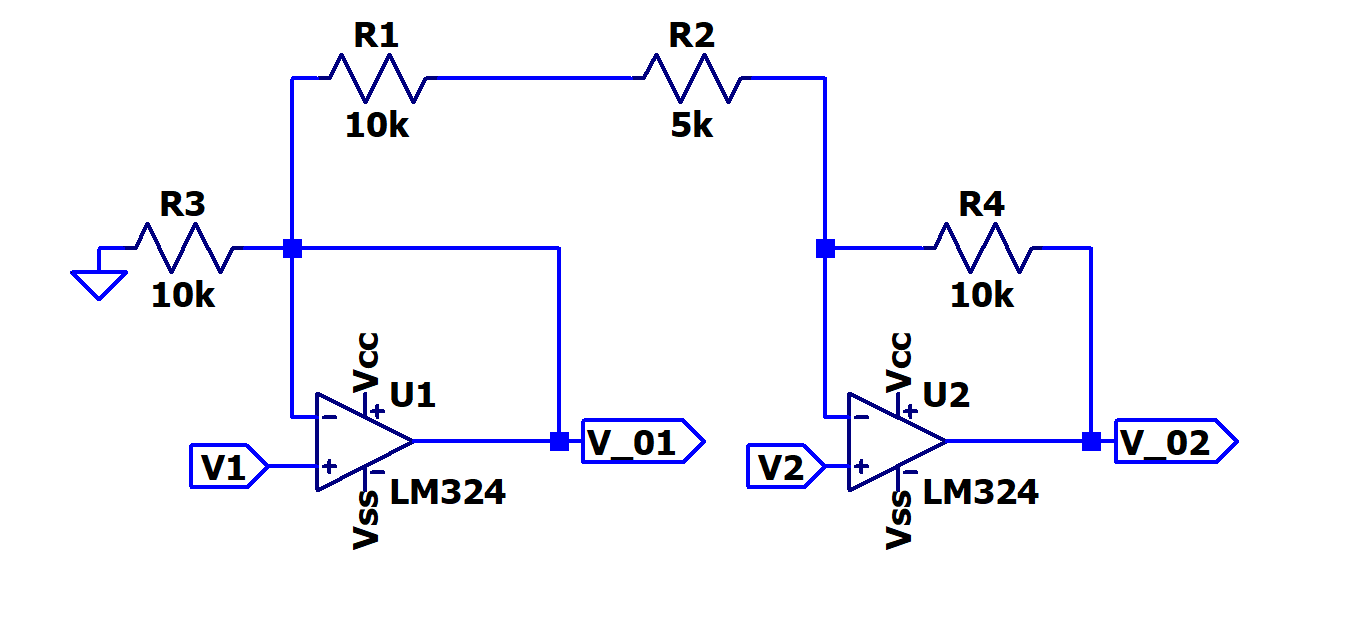 R1
R2
10k
5k
R3
R4
10k
10k
Vcc
U1
Vcc
U2
+
+
−
−
V_01
V_02
V1
+
V2
+
−
−
Vss
LM324
Vss
LM324